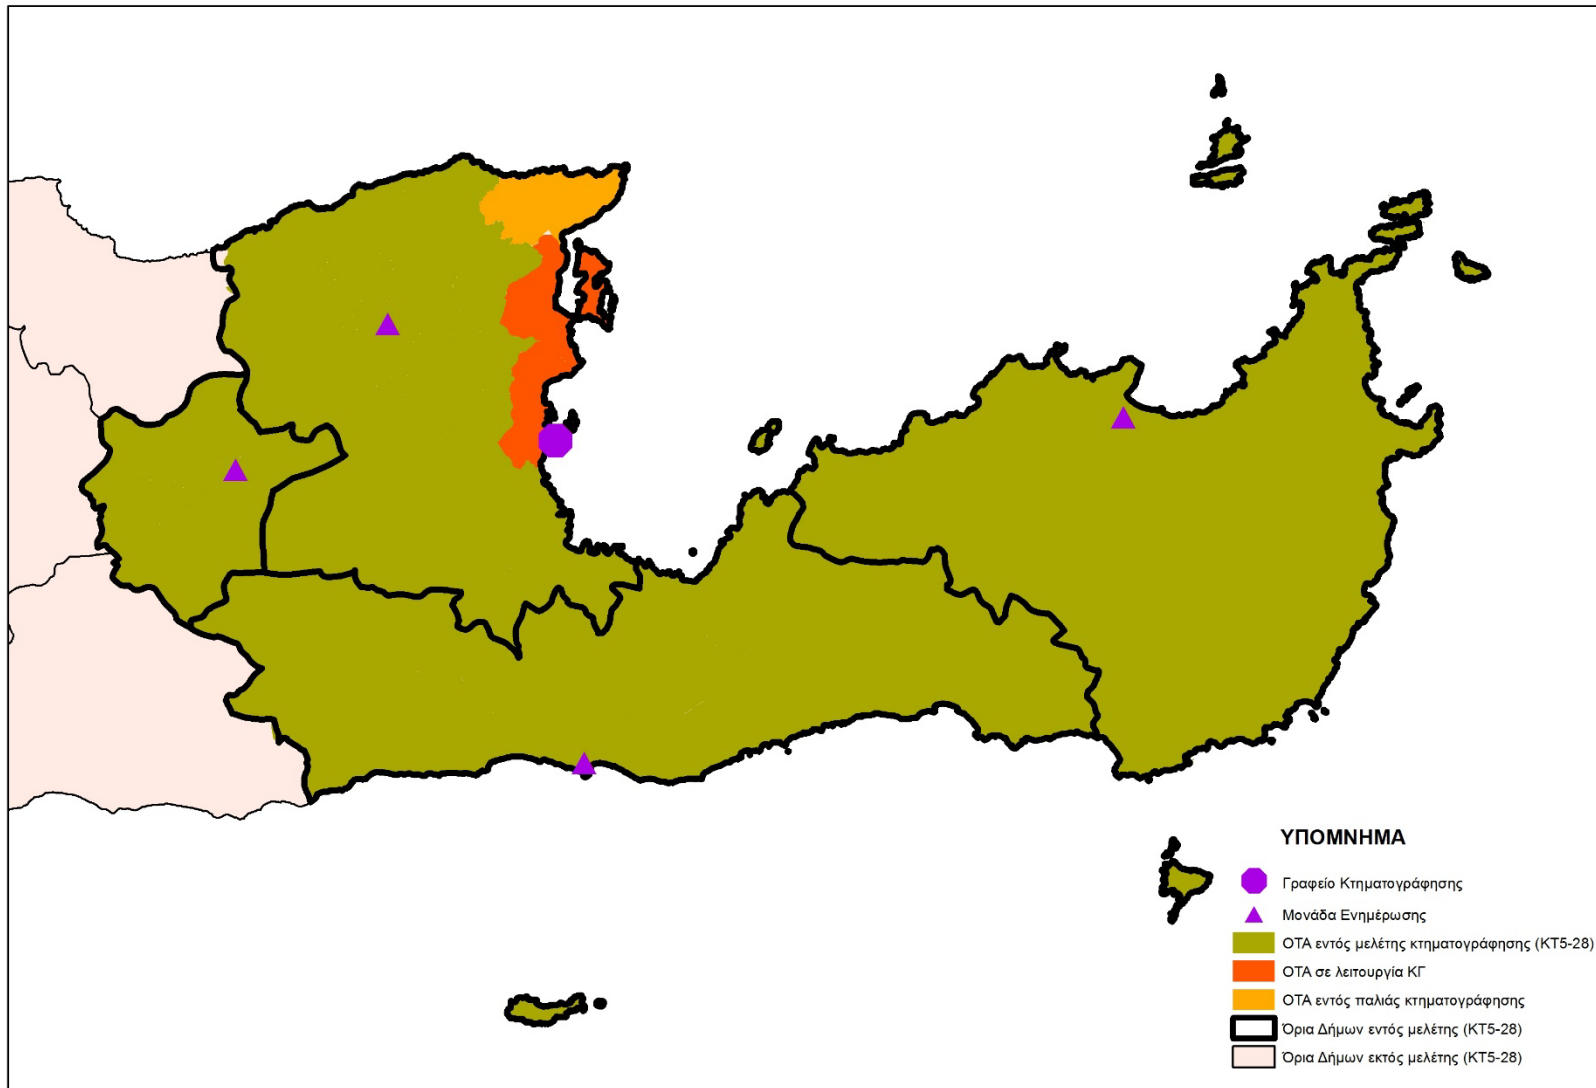 ΥΠΟΜΝΗΜΑ
Γραφείο Κτηματογράφησης
Μονάδα Ενημέρωσης
ΟΤΑ εντός μελέτης κτηματογράφησης (ΚΤ5-28)
ΟΤΑ σε λειτουργία ΚΓ
ΟΤΑ εντός παλιάς κτηματογράφησης
Όρια Δήμων εντός μελέτης (ΚΤ5-28)
Όρια Δήμων εκτός μελέτης (ΚΤ5-28)